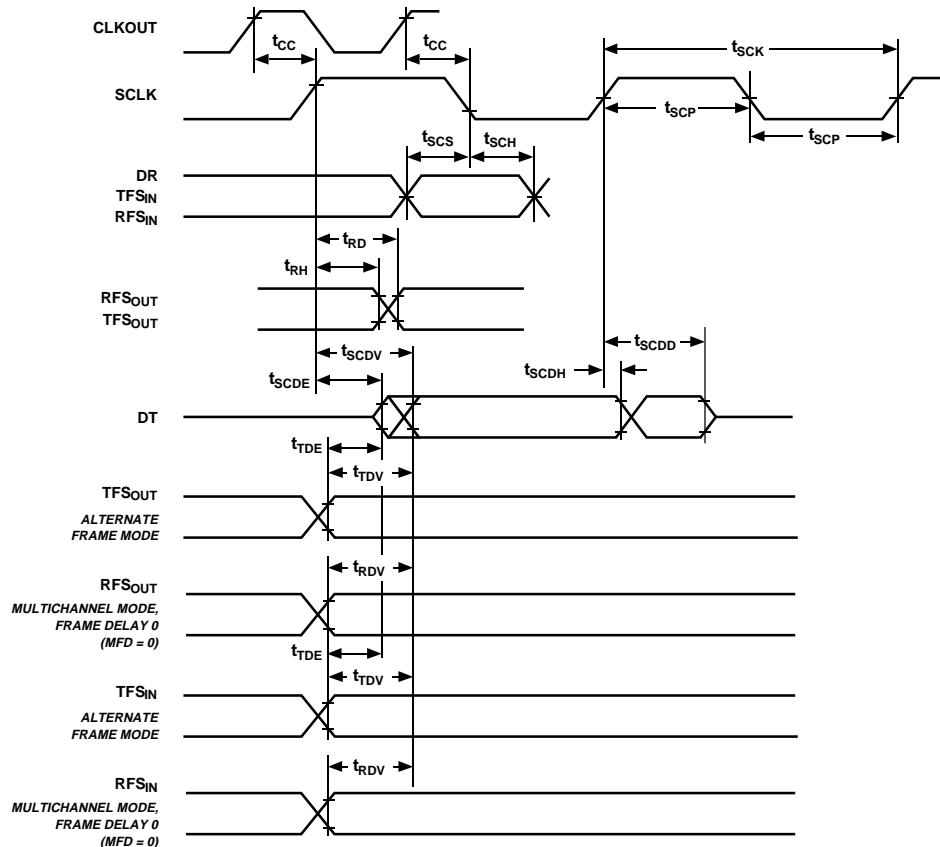 CLKOUT
tCC
tCC
tSCK
SCLK
tSCP
tSCP
tSCS
tSCH
DR
TFSIN
RFSIN
tRD
tRH
RFSOUT
TFSOUT
tSCDV
tSCDD
tSCDH
tSCDE
DT
tTDE
tTDV
TFSOUT
ALTERNATE
FRAME MODE
tRDV
RFSOUT
MULTICHANNEL MODE,
FRAME DELAY 0
(MFD = 0)
tTDE
tTDV
TFSIN
ALTERNATE
FRAME MODE
tRDV
RFSIN
MULTICHANNEL MODE,
FRAME DELAY 0
(MFD = 0)